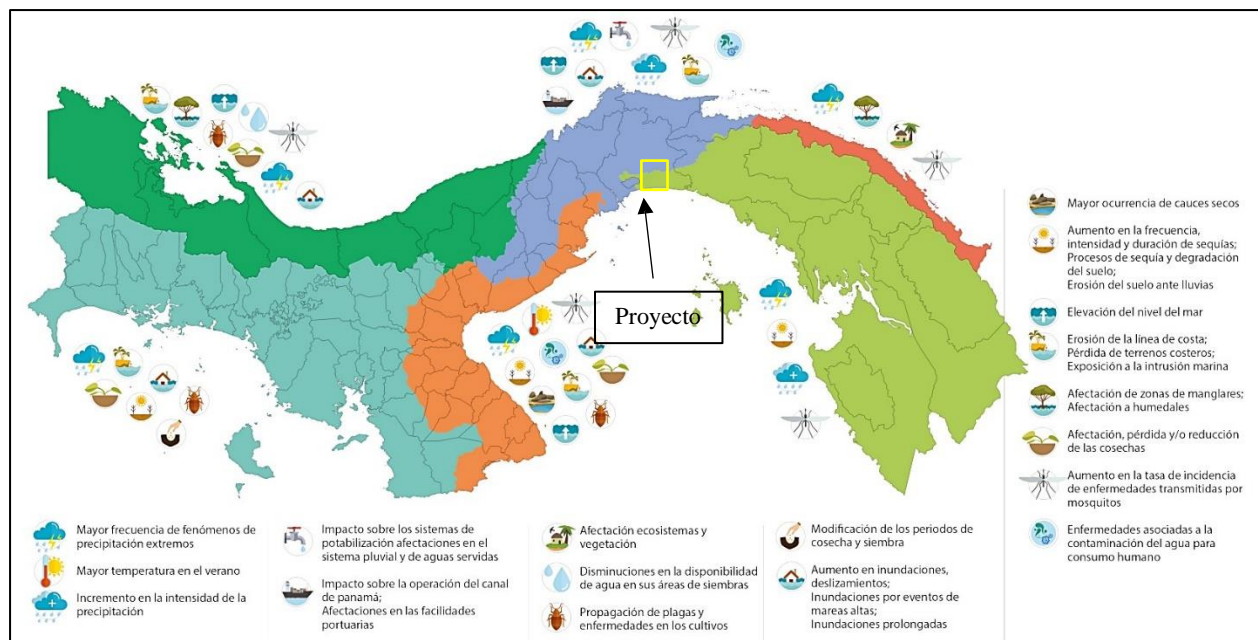 Proyecto
Mayor ocurrencia de cauces secos
Aumento en la frecuencia,
intensidad y duración de sequías;
Procesos de sequía y degradación
del suelo;
Erosión del suelo ante lluvias
Elevación del nivel del mar
Erosión de la línea de costa;
Pérdida de terrenos costeros;
Exposición a la intrusión marina
Afectación de zonas de manglares;
Afectación a humedales
Afectación, pérdida y/o reducción
de las cosechas
Aumento en la tasa de incidencia
de enfermedades transmitidas por
mosquitos
Enfermedades asociadas a la
contaminación del agua para
consumo humano
Mayor frecuencia de fenómenos de
precipitación extremos
Mayor temperatura en el verano
Incremento en la intensidad de la
precipitación
Impacto sobre los sistemas de
potabilización afectaciones en el
sistema pluvial y de aguas servidas
Impacto sobre la operación del canal
de panamá;
Afectaciones en las facilidades
portuarias
Afectación ecosistemas y
vegetación
Disminuciones en la disponibilidad
de agua en sus áreas de siembras
Propagación de plagas y
enfermedades en los cultivos
Modificación de los periodos de
cosecha y siembra
Aumento en inundaciones,
deslizamientos;
Inundaciones por eventos de
mareas altas;
Inundaciones prolongadas